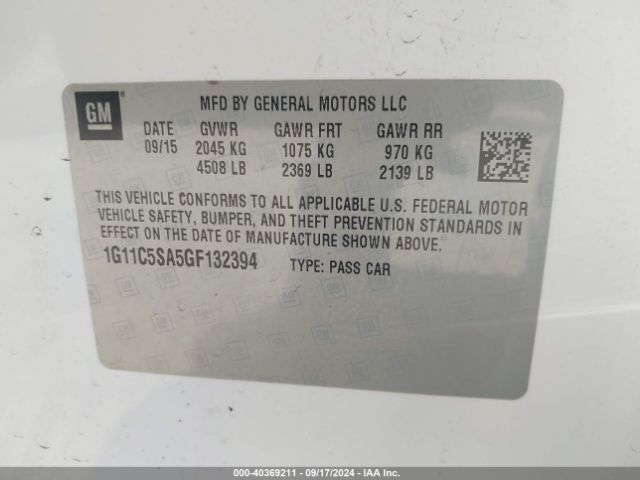 GM
MFD BY GENERAL MOTORS LLC
DATE GVWR GAWR FRT GAWR RR
09/15 2045 KG 1075 KG 970 KG
4508 LB 2369 LB 2139 LB
THIS VEHICLE CONFORMS TO ALL APPLICABLE U.S. FEDERAL MOTOR
VEHICLE SAFETY, BUMPER, AND THEFT PREVENTION STANDARDS IN
EFFECT ON THE DATE OF MANUFACTURE SHOWN ABOVE.
1G11C5SA5GF132394 TYPE: PASS CAR
000-40369211 - 09/17/2024 - IAA Inc.